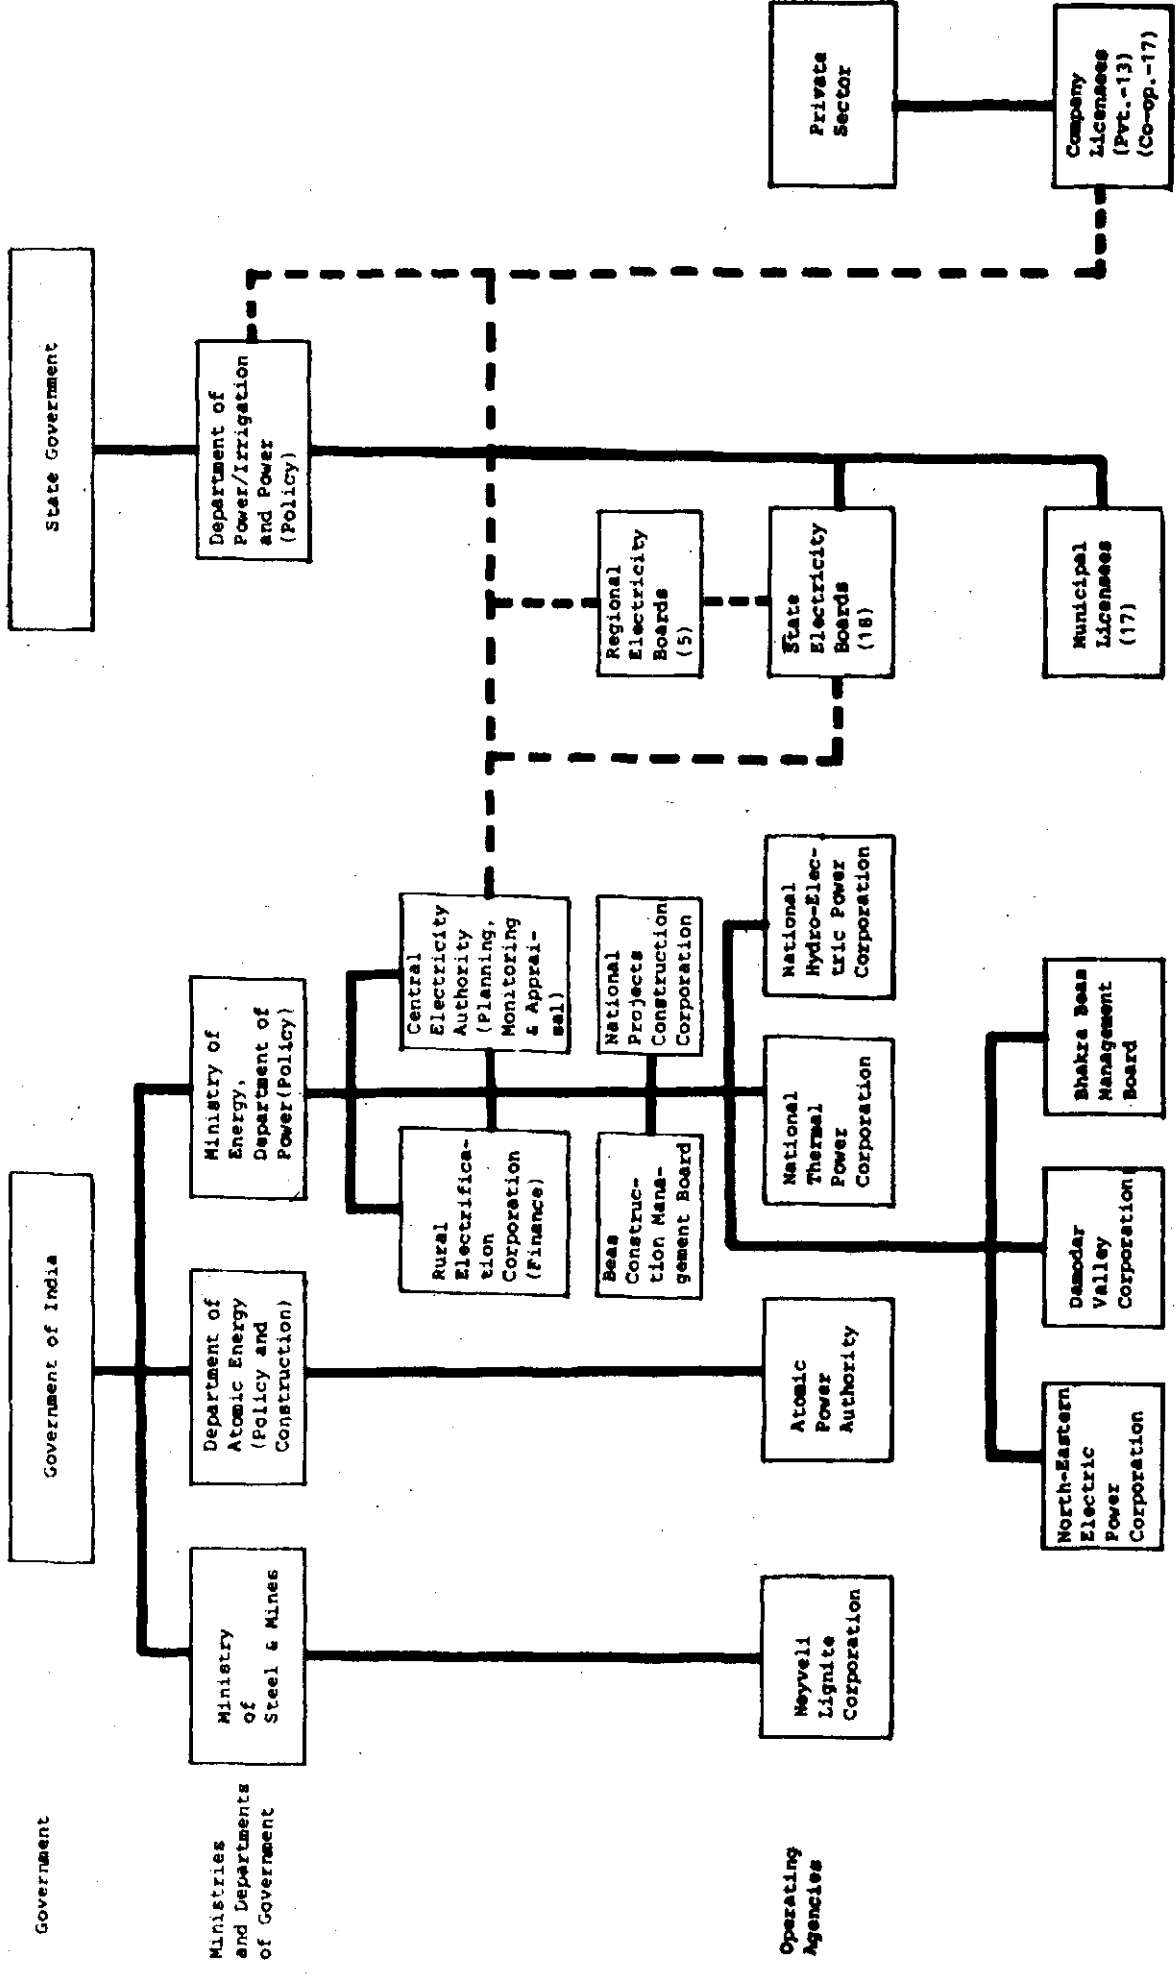 Government
Government of India
State Government
Ministries
and Departments
of Government
Ministry
of
Steel & Mines
Department of
Atomic Energy
(Policy and
Construction)
Ministry of
Energy,
Department of
Power(Policy)
Department of
Power/Irrigation
and Power
(Policy)
Rural
Electrifica-
tion
Corporation
(Finance)
Central
Electricity
Authority
(Planning,
Monitoring
& Apprai-
sal)
Beas
Construc-
tion Mana-
gement Board
National
Projects
Construction
Corporation
Regional
Electricity
Boards
(5)
Operating
Agencies
Neyveli
Lignite
Corporation
Atomic
Power
Authority
National
Thermal
Power
Corporation
National
Hydro-Elec-
tric Power
Corporation
State
Electricity
Boards
(18)
Private
Sector
North-Eastern
Electric
Power
Corporation
Damodar
Valley
Corporation
Bhakra Beas
Management
Board
Municipal
Licensees
(17)
Company
Licensees
(Pvt.-13)
(Co-op.-17)